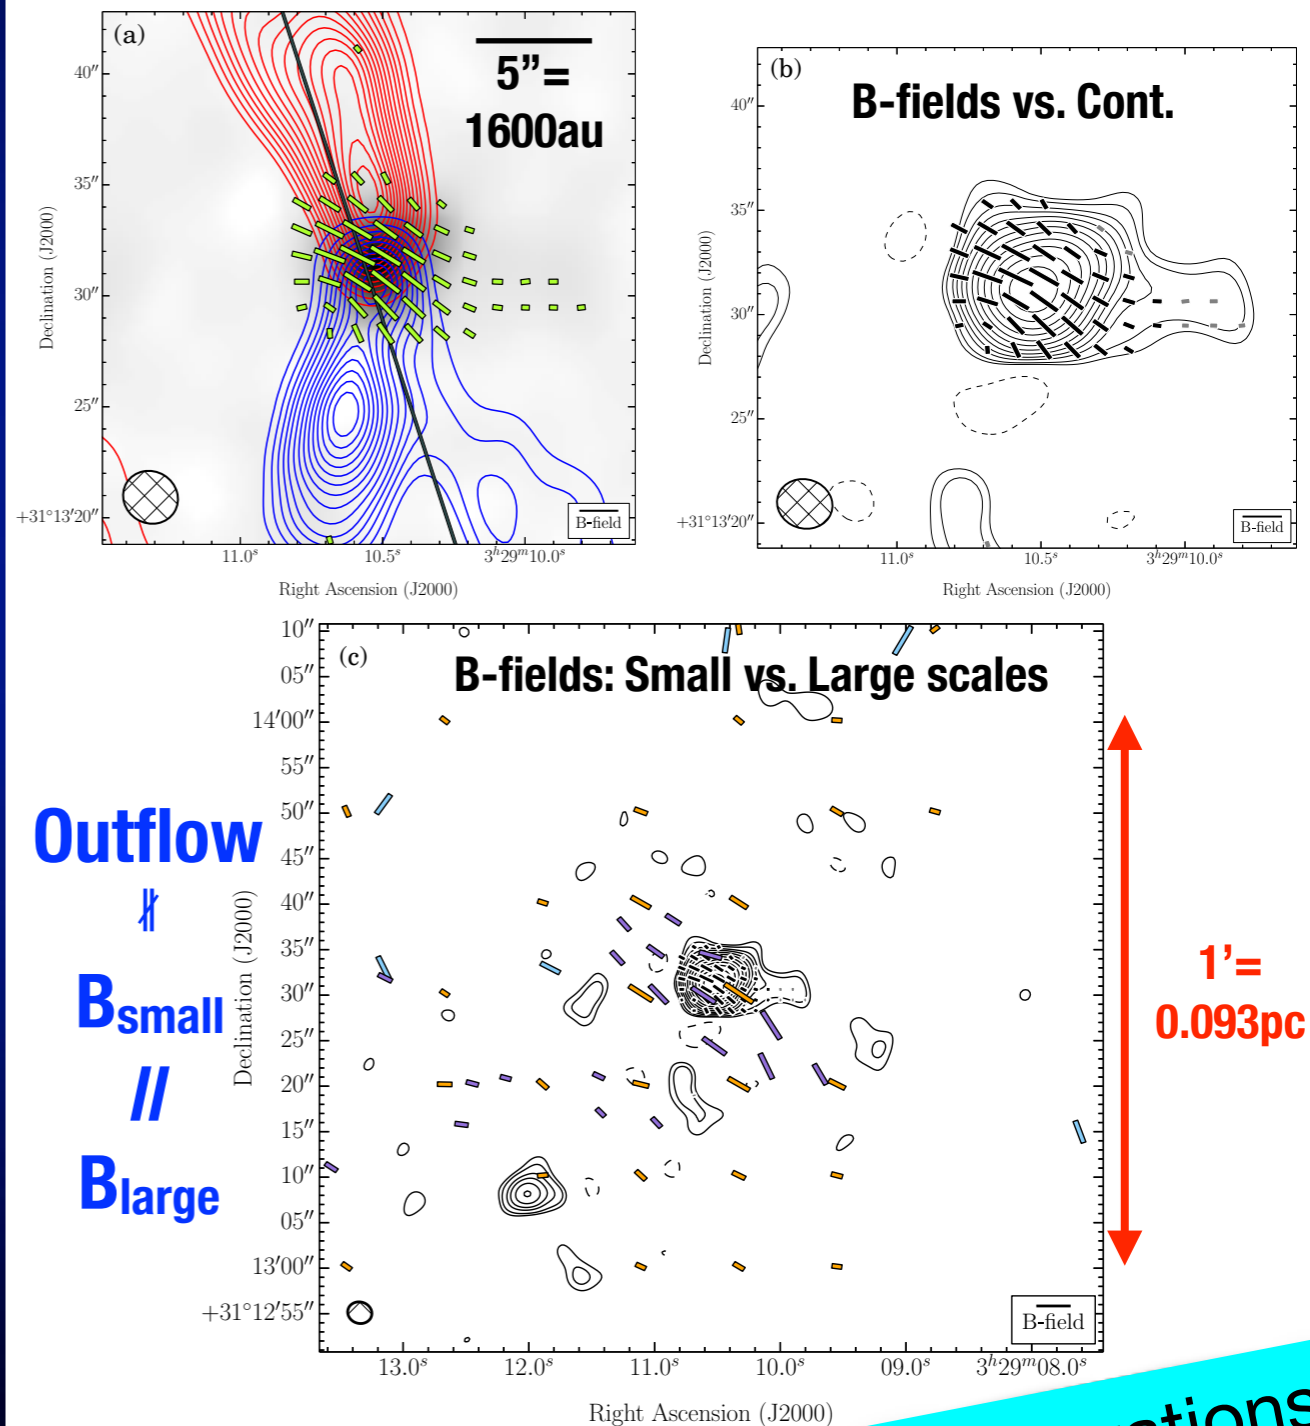 (a)
5”=
1600au
40″
35″
30″
25″
+31°13′20″
Declination (J2000)
B-field
11.0ˢ
10.5ˢ
3ʰ29ᵐ10.0ˢ
Right Ascension (J2000)
(b)
B-fields vs. Cont.
40″
35″
30″
25″
+31°13′20″
Declination (J2000)
B-field
11.0ˢ
10.5ˢ
3ʰ29ᵐ10.0ˢ
Right Ascension (J2000)
(c)
B-fields: Small vs. Large scales
10″
05″
14′00″
55″
50″
45″
40″
35″
30″
25″
20″
15″
10″
05″
13′00″
+31°12′55″
Declination (J2000)
B-field
13.0ˢ
12.0ˢ
11.0ˢ
10.0ˢ
09.0ˢ
3ʰ29ᵐ08.0ˢ
Right Ascension (J2000)
Outflow
∦
Bsmall
//
Blarge
1’=
0.093pc